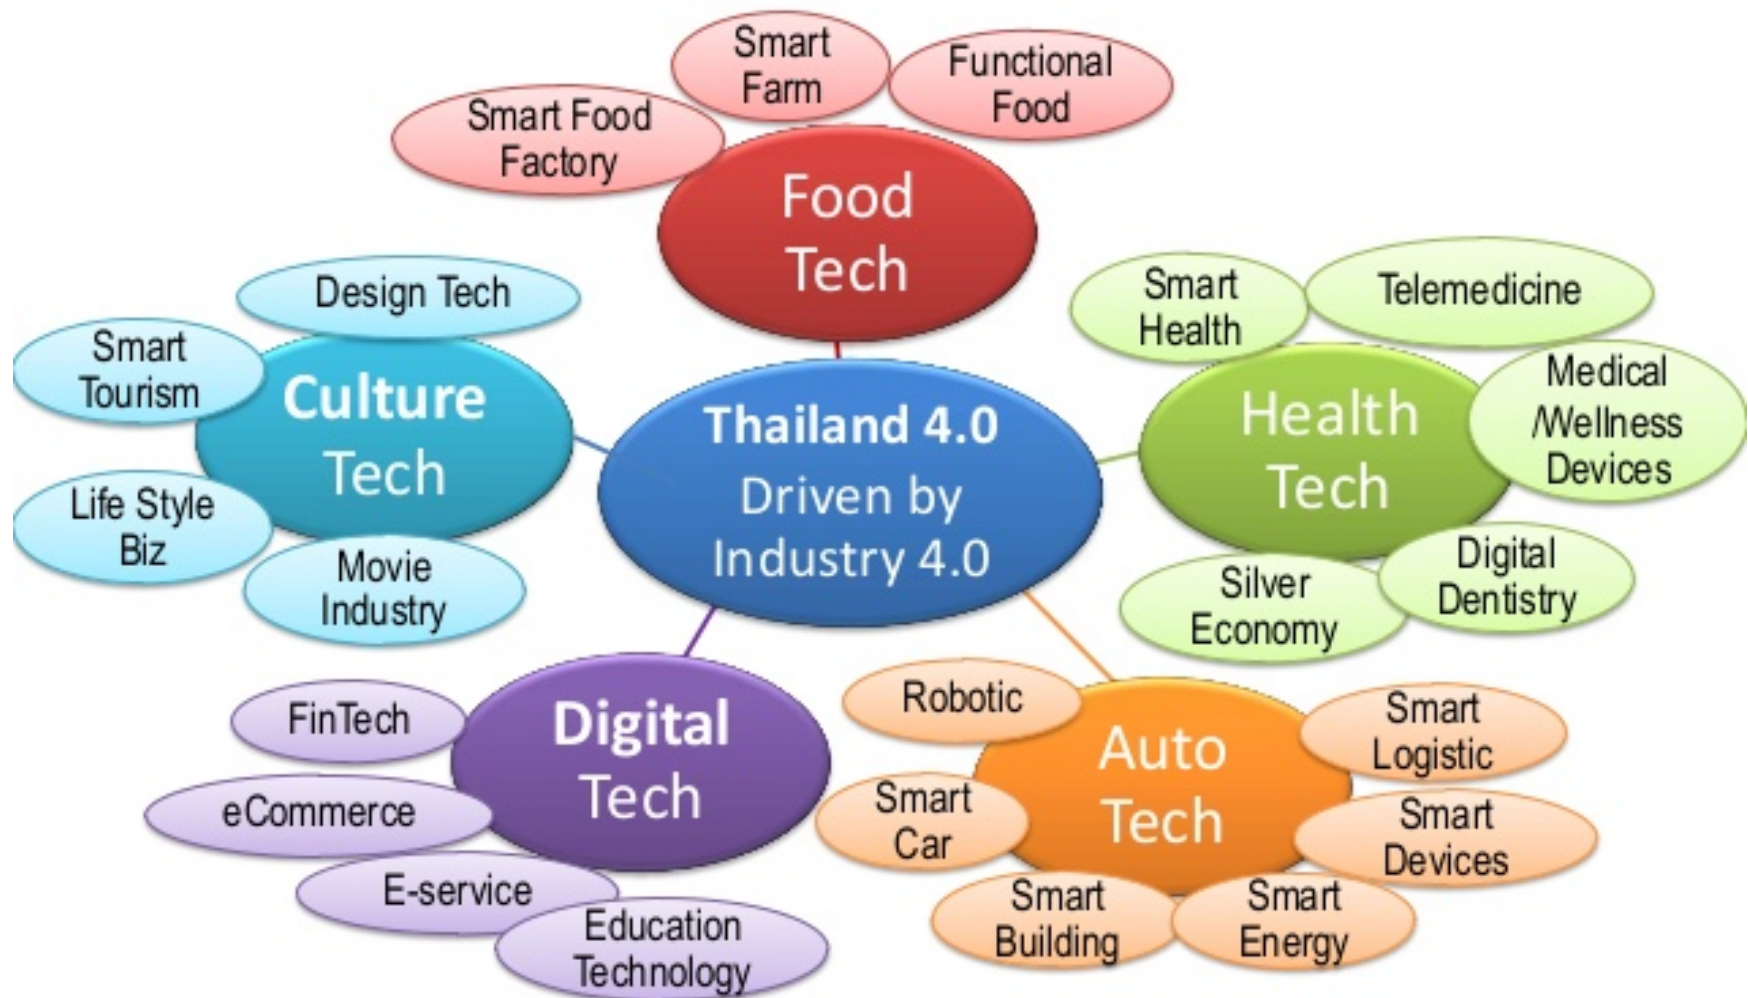 Smart
Farm
Functional
Food
Smart Food
Factory
Food
Tech
Design Tech
Smart
Tourism
Culture
Tech
Life Style
Biz
Movie
Industry
Thailand 4.0
Driven by
Industry 4.0
Smart
Health
Telemedicine
Medical
/Wellness
Devices
Health
Tech
Digital
Dentistry
Silver
Economy
FinTech
eCommerce
E-service
Education
Technology
Digital
Tech
Robotic
Smart
Car
Smart
Building
Smart
Energy
Smart
Devices
Smart
Logistic
Auto
Tech